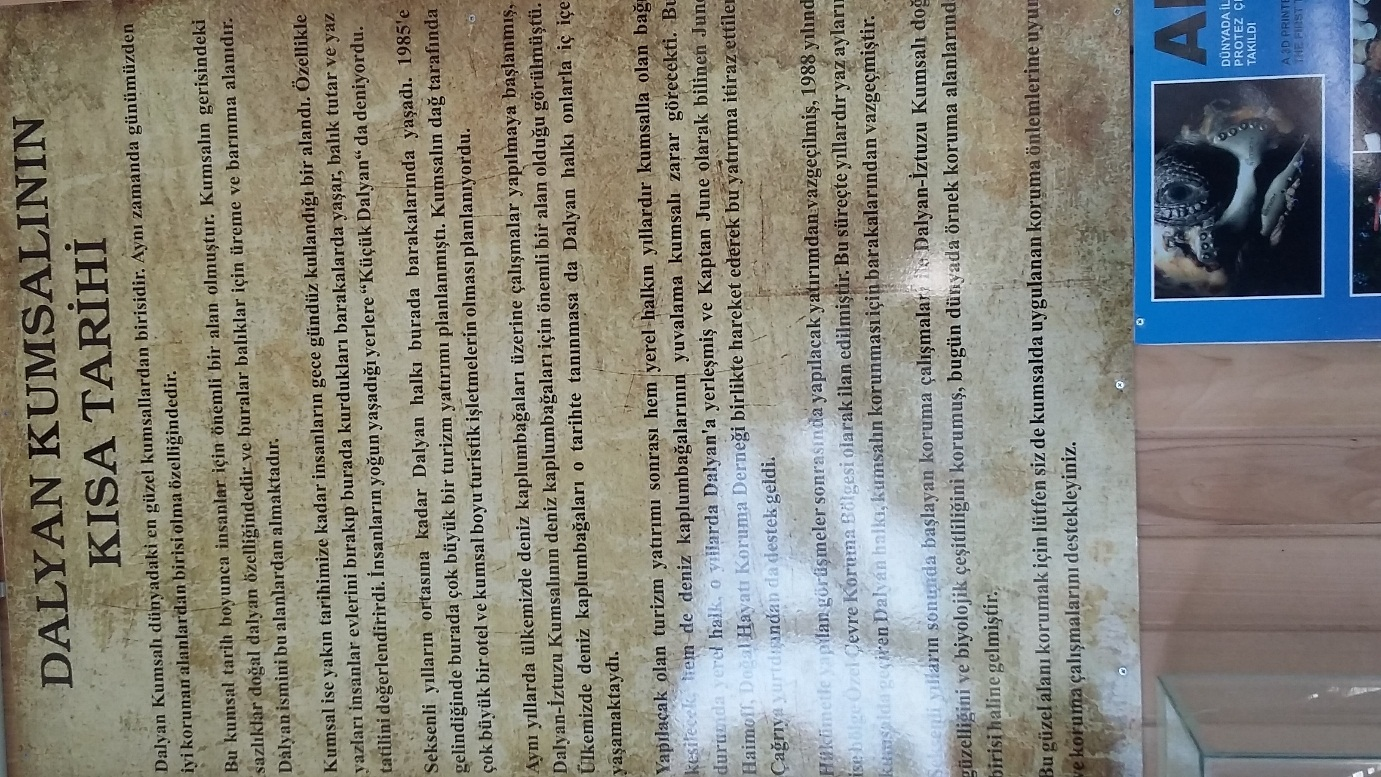 DALYAN KUMSALININ
KISA TARİHİ
Dalyan Kumsalı dünyadaki en güzel kumsallardan birisidir. Aynı zamanda günümüzden
iyi korunan alanlardan birisi olma özelliğindedir.
Bu kumsal tarih boyunca insanlar için önemli bir alan olmuştur. Kumsalın gerisindeki
sazlıklar doğal dalyan özelliğindedir ve buralar balıklar için üreme ve barınma alanıdır.
Dalyan ismini bu alanlardan almaktadır.
Kumsal ise yakın tarihimize kadar insanların gece gündüz kullandığı bir alandı. Özellikle
yazları insanlar evlerini bırakıp burada kurdukları barakalarda yaşar, balık tutar ve yaz
tatilini değerlendirirdi. İnsanların yoğun yaşadığı yerlere "Küçük Dalyan" da deniyordu.
Seksenli yılların ortasına kadar Dalyan halkı burada barakalarında yaşadı. 1985'e
gelindiğinde burada çok büyük bir turizm yatırımı planlanmıştı. Kumsalın dağ tarafında
çok büyük bir otel ve kumsal boyu turistik işletmelerin olması planlanıyordu.
Aynı yıllarda ülkemizde deniz kaplumbağaları üzerine çalışmalar yapılmaya başlanmış,
Dalyan-İztuzu Kumsalının deniz kaplumbağaları için önemli bir alan olduğu görülmüştü.
Ülkemizde deniz kaplumbağaları o tarihte tanınmasa da Dalyan halkı onlarla iç içe
yaşamaktaydı.
Yapılacak olan turizm yatırımı sonrası hem yerel halkın yıllardır kumsalla olan bağı
kesilecek hem de deniz kaplumbağalarının yuvalama kumsalı zarar görecekti. Bu
durumda yerel halk, o yıllarda Dalyan'a yerleşmiş ve Kaptan June olarak bilinen June
Haimoff, Doğal Hayatı Koruma Derneği birlikte hareket ederek bu yatırıma itiraz ettiler
Çağrıya yurtdışından da destek geldi.
Hükümetle yapılan görüşmeler sonrasında yapılacak yatırımdan vazgeçilmiş, 1988 yılınd
ise bölge Özel Çevre Koruma Bölgesi olarak ilan edilmiştir. Bu süreçte yıllardır yaz aylarını
kumsalda geçiren Dalyan halkı, kumsalın korunması için barakalarından vazgeçmiştir.
Seksenli yılların sonunda başlayan koruma çalışmaları Dalyan-İztuzu Kumsalı doğ
güzelliğini ve biyolojik çeşitliliğini korumuş, bugün dünyada örnek koruma alanlarında
birisi haline gelmiştir.
Bu güzel alanı korumak için lütfen siz de kumsalda uygulanan koruma önlemlerine uyun
ve koruma çalışmalarını destekleyiniz.
DÜNYADA İL
PROTEZ Ç
TAKILDI
A 3D PRINTE
THE FIRST T